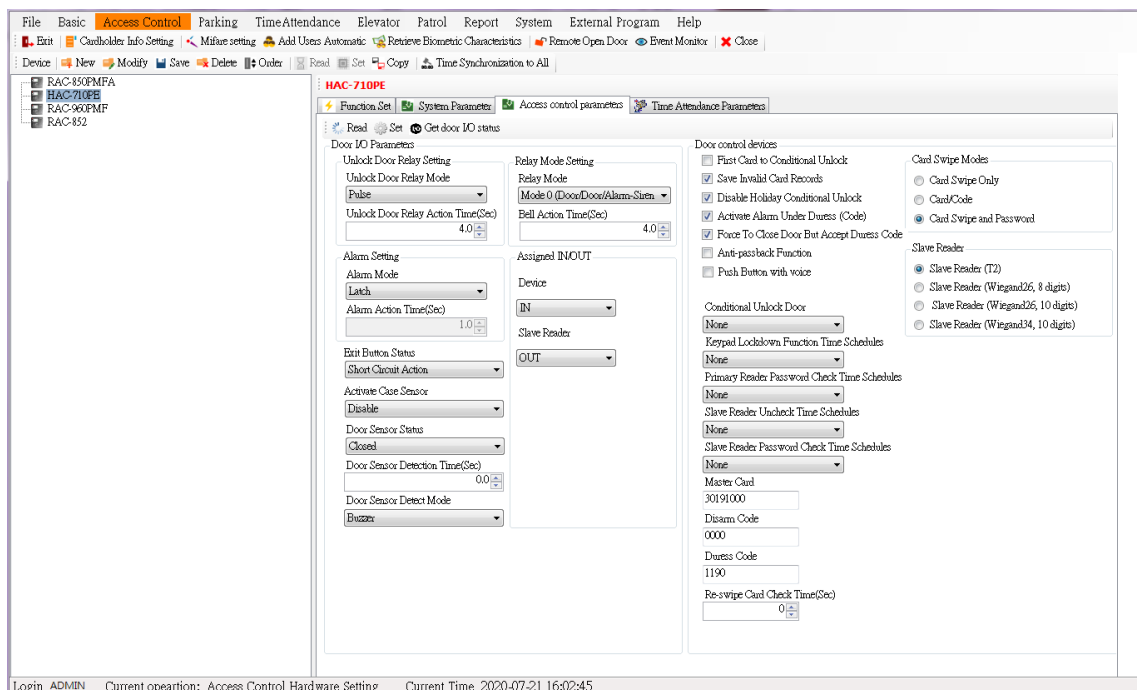 File Basic Access Control Parking TimeAttendance Elevator Patrol Report System External Program Help
Exit Cardholder Info Setting Mifare setting Add Users Automatic Retrieve Biometric Characteristics Remote Open Door Event Monitor Close
Device New Modify Save Delete Order Read Set Copy Time Synchronization to All
RAC-850PMFA
HAC-710PE
RAC-960PMF
RAC-852
HAC-710PE
Function Set System Parameter Access control parameters Time Attendance Parameters
Read Set Get door I/O status
Door I/O Parameters
Unlock Door Relay Setting
Unlock Door Relay Mode
Pulse
Unlock Door Relay Action Time(Sec)
4.0
Relay Mode Setting
Relay Mode
Mode 0 (Door/Door/Alarm-Siren
Bell Action Time(Sec)
4.0
Alarm Setting
Alarm Mode
Latch
Alarm Action Time(Sec)
1.0
Exit Button Status
Short Circuit Action
Activate Case Sensor
Disable
Door Sensor Status
Closed
Door Sensor Detection Time(Sec)
0.0
Door Sensor Detect Mode
Buzzer
Assigned IN/OUT
Device
IN
Slave Reader
OUT
Door control devices
First Card to Conditional Unlock
Save Invalid Card Records
Disable Holiday Conditional Unlock
Activate Alarm Under Duress (Code)
Force To Close Door But Accept Duress Code
Anti-passback Function
Push Button with voice
Conditional Unlock Door
None
Keypad Lockdown Function Time Schedules
None
Primary Reader Password Check Time Schedules
None
Slave Reader Uncheck Time Schedules
None
Slave Reader Password Check Time Schedules
None
Master Card
30191000
Disarm Code
0000
Duress Code
1190
Re-swipe Card Check Time(Sec)
0
Card Swipe Modes
Card Swipe Only
Card/Code
Card Swipe and Password
Slave Reader
Slave Reader (T2)
Slave Reader (Wiegand26, 8 digits)
Slave Reader (Wiegand26, 10 digits)
Slave Reader (Wiegand34, 10 digits)
Login ADMIN Current opeartion: Access Control Hardware Setting Current Time 2020-07-21 16:02:45